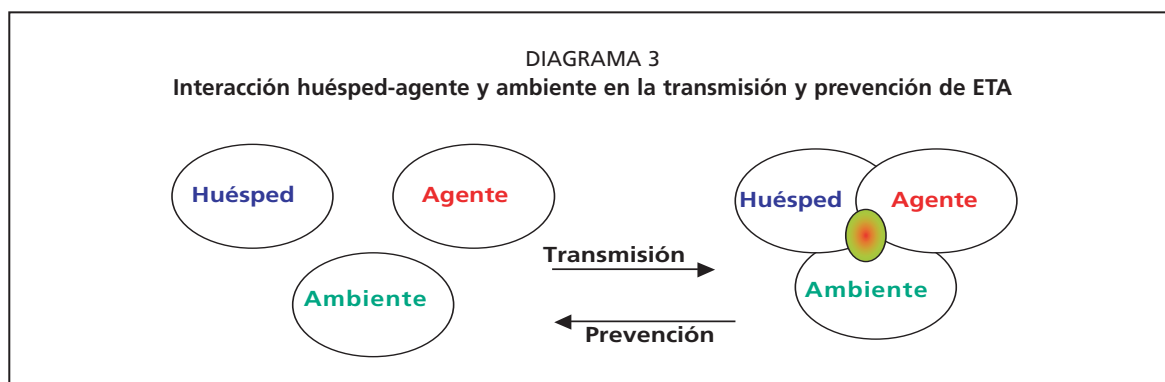 DIAGRAMA 3
Interacción huésped-agente y ambiente en la transmisión y prevención de ETA
Huésped
Agente
Ambiente
Transmisión
Prevención
Huésped
Agente
Ambiente